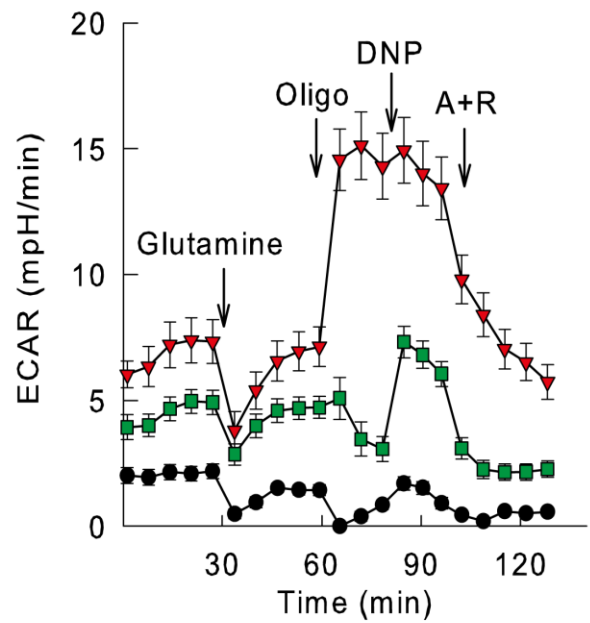 20
DNP
Oligo
A+R
15
Glutamine
10
5
0
ECAR (mpH/min)
30 60 90 120
Time (min)